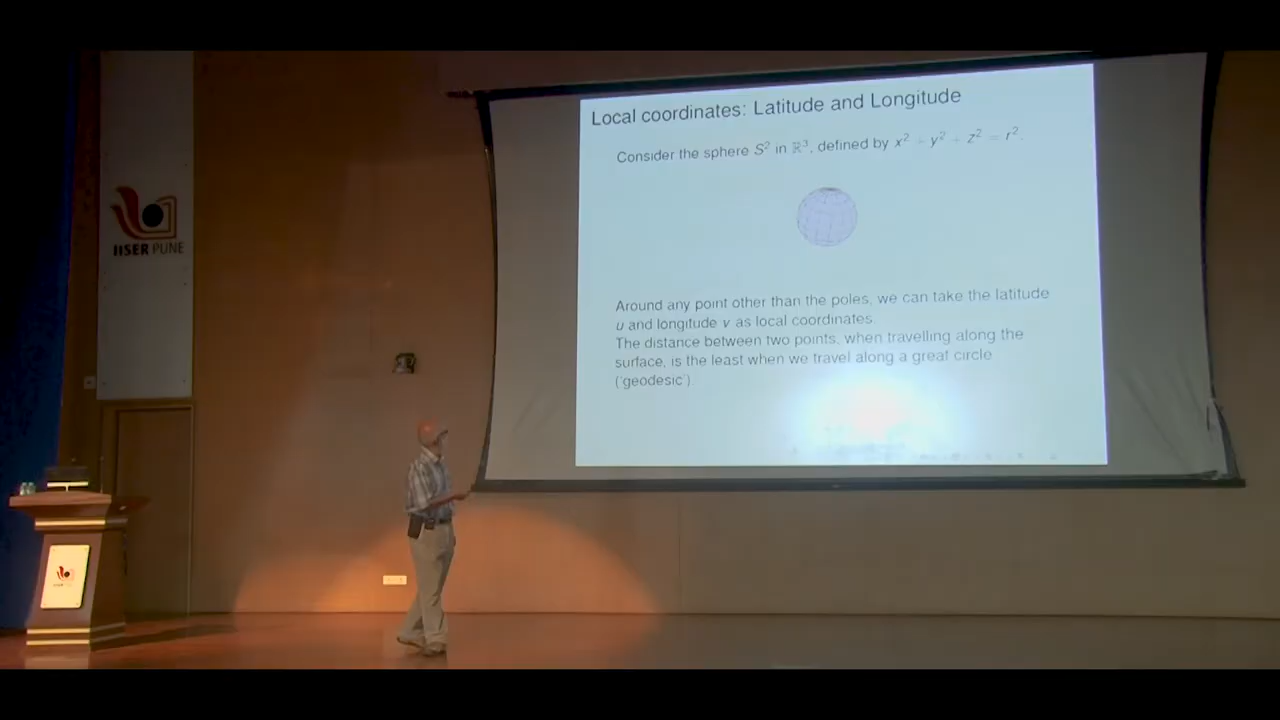 Local coordinates: Latitude and Longitude
Consider the sphere S² in ℝ³, defined by x² + y² + z² = r².
Around any point other than the poles, we can take the latitude
u and longitude v as local coordinates.
The distance between two points, when travelling along the
surface, is the least when we travel along a great circle
('geodesic').
IISER PUNE